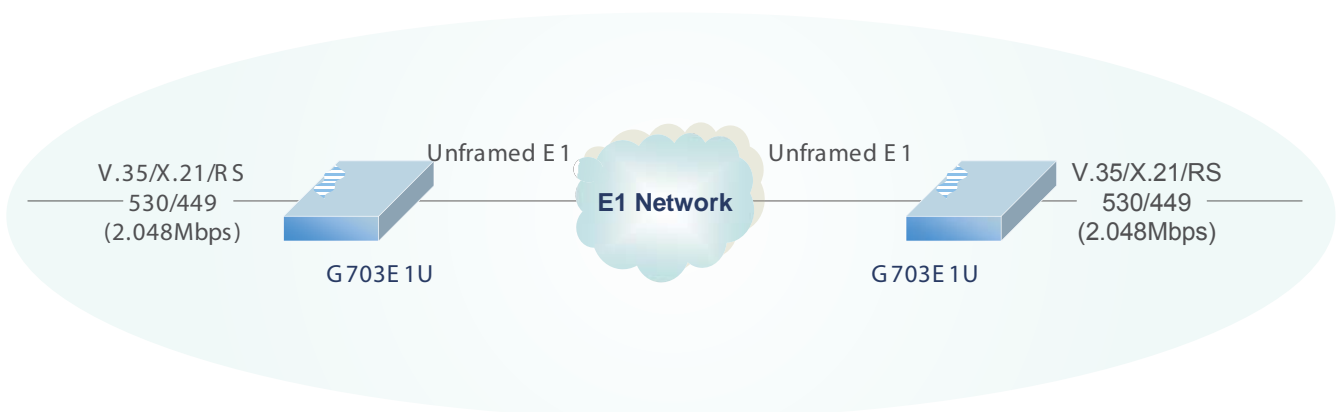 Unframed E1
Unframed E1
V.35/X.21/RS
530/449
(2.048Mbps)
E1 Network
V.35/X.21/RS
530/449
(2.048Mbps)
G703E1U
G703E1U